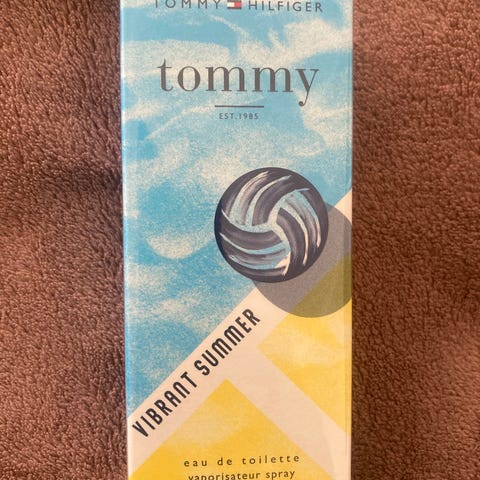 TOMMY HILFIGER
tommy
EST. 1985
VIBRANT SUMMER
eau de toilette
vaporisateur spray